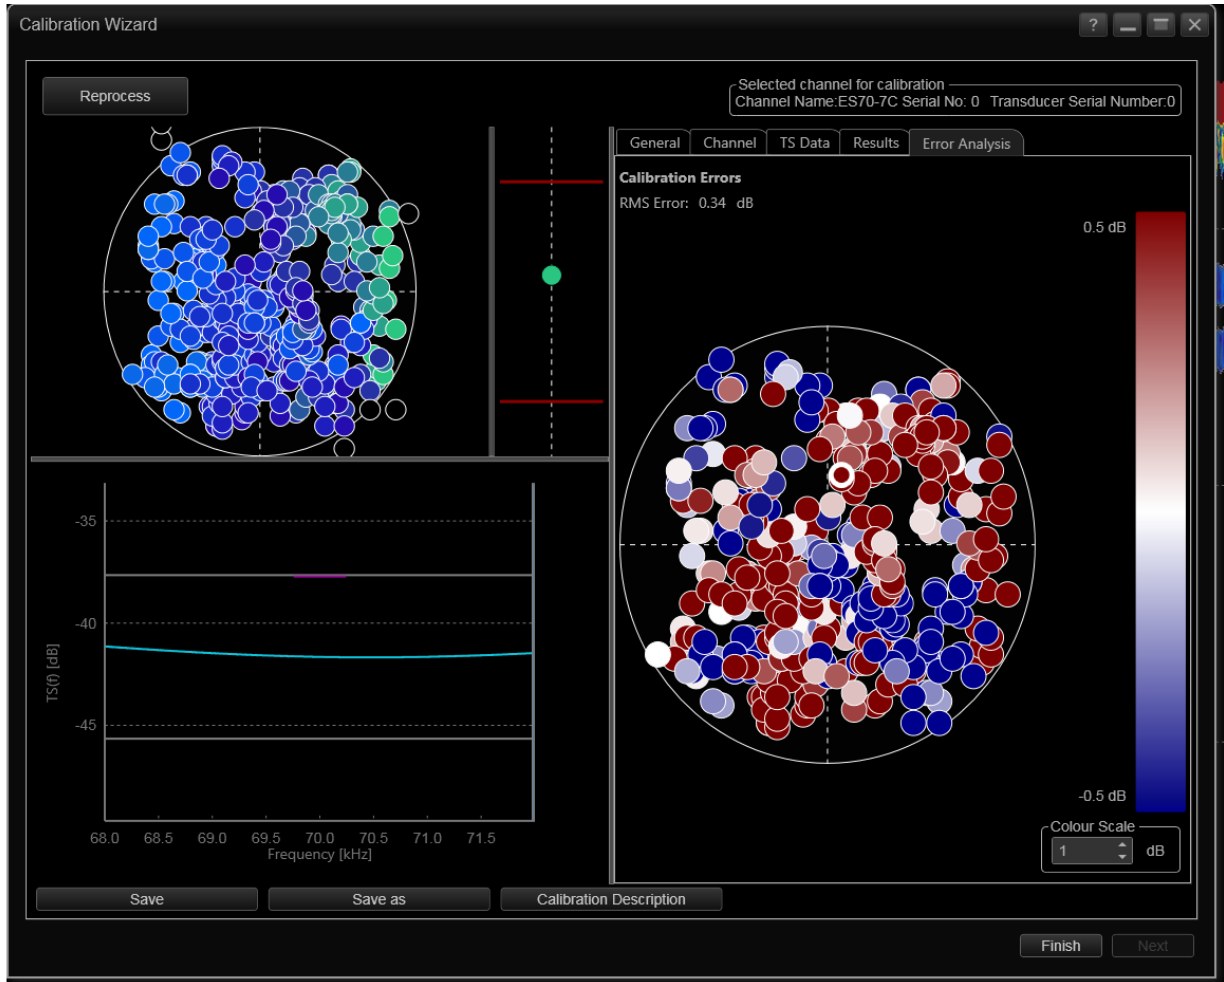 Calibration Wizard
?
Reprocess
Selected channel for calibration
Channel Name:ES70-7C Serial No: 0 Transducer Serial Number:0
General Channel TS Data Results Error Analysis
Calibration Errors
RMS Error: 0.34 dB
0.5 dB
-0.5 dB
Colour Scale
1 dB
-35
-40
-45
TS(f) [dB]
68.0 68.5 69.0 69.5 70.0 70.5 71.0 71.5
Frequency [kHz]
Save Save as Calibration Description
Finish Next